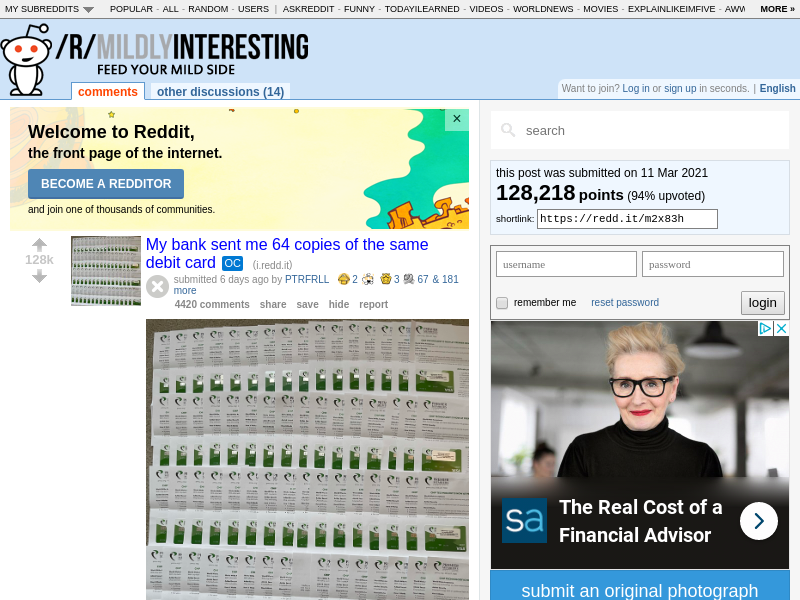 MY SUBREDDITS
POPULAR - ALL - RANDOM - USERS | ASKREDDIT - FUNNY - TODAYILEARNED - VIDEOS - WORLDNEWS - MOVIES - EXPLAINLIKEIMFIVE - AWW
MORE »
/R/MILDLYINTERESTING
FEED YOUR MILD SIDE
comments
other discussions (14)
Want to join? Log in or sign up in seconds. | English
Welcome to Reddit,
the front page of the internet.
BECOME A REDDITOR
and join one of thousands of communities.
128k
My bank sent me 64 copies of the same
debit card OC (i.redd.it)
submitted 6 days ago by PTRFRLL 2 3 67 & 181
more
4420 comments share save hide report
search
this post was submitted on 11 Mar 2021
128,218 points (94% upvoted)
shortlink: https://redd.it/m2x83h
username
password
remember me
reset password
login
sa
The Real Cost of a
Financial Advisor
submit an original photograph